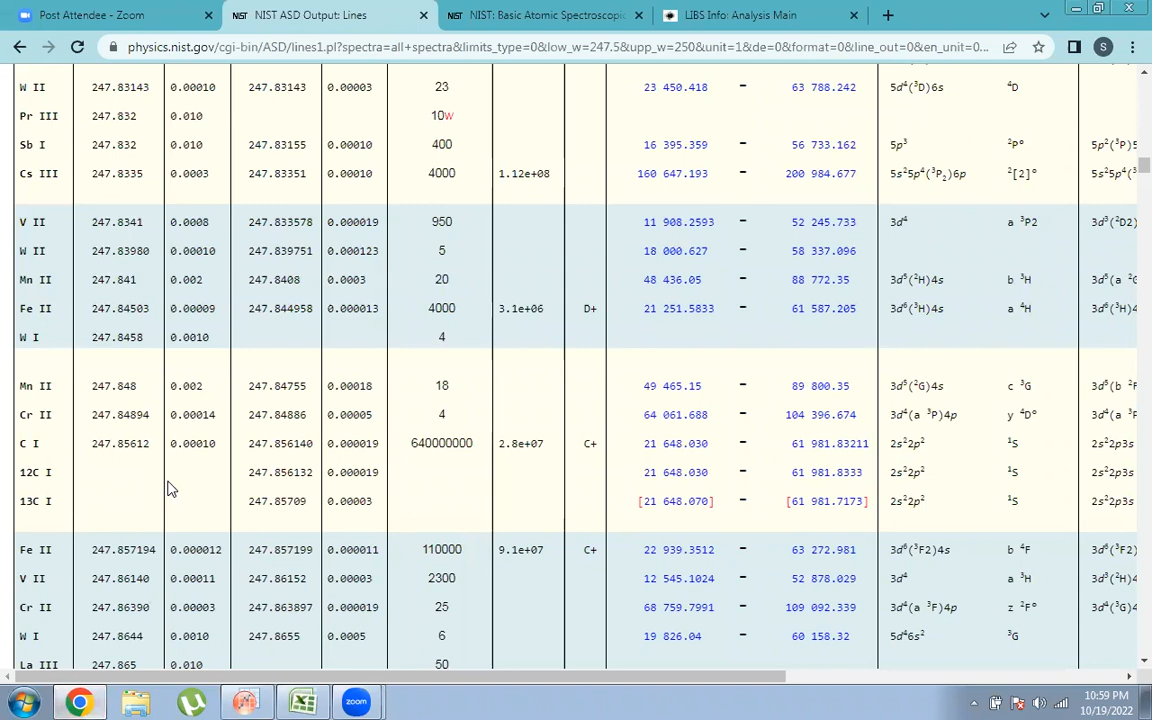 Post Attendee - Zoom
NIST ASD Output: Lines
NIST: Basic Atomic Spectroscopic
LIBS Info: Analysis Main
physics.nist.gov/cgi-bin/ASD/lines1.pl?spectra=all+spectra&limits_type=0&low_w=247.5&upp_w=250&unit=1&de=0&format=0&line_out=0&en_unit=0...
S
W II 247.83143 0.00010 247.83143 0.00003 23 23 450.418 - 63 788.242 5d⁴(³D)6s ⁴D
Pr III 247.832 0.010 10w
Sb I 247.832 0.010 247.83155 0.00010 400 16 395.359 - 56 733.162 5p³ ²P° 5p²(³P)5
Cs III 247.8335 0.0003 247.83351 0.00010 4000 1.12e+08 160 647.193 - 200 984.677 5s²5p⁴(³P₂)6p ²[2]° 5s²5p⁴(³
V II 247.8341 0.0008 247.833578 0.000019 950 11 908.2593 - 52 245.733 3d⁴ a ³P2 3d³(²D2)
W II 247.83980 0.00010 247.839751 0.000123 5 18 000.627 - 58 337.096
Mn II 247.841 0.002 247.8408 0.0003 20 48 436.05 - 88 772.35 3d⁵(²H)4s b ³H 3d⁵(a ²G
Fe II 247.84503 0.00009 247.844958 0.000013 4000 3.1e+06 D+ 21 251.5833 - 61 587.205 3d⁶(³H)4s a ⁴H 3d⁶(³H)4
W I 247.8458 0.0010 4
Mn II 247.848 0.002 247.84755 0.00018 18 49 465.15 - 89 800.35 3d⁵(²G)4s c ³G 3d⁵(b ²F
Cr II 247.84894 0.00014 247.84886 0.00005 4 64 061.688 - 104 396.674 3d⁴(a ³P)4p y ⁴D° 3d⁴(a ³F
C I 247.85612 0.00010 247.856140 0.000019 640000000 2.8e+07 C+ 21 648.030 - 61 981.83211 2s²2p² ¹S 2s²2p3s
12C I 247.856132 0.000019 21 648.030 - 61 981.8333 2s²2p² ¹S 2s²2p3s
13C I 247.85709 0.00003 [21 648.070] - [61 981.7173] 2s²2p² ¹S 2s²2p3s
Fe II 247.857194 0.000012 247.857199 0.000011 110000 9.1e+07 C+ 22 939.3512 - 63 272.981 3d⁶(³F2)4s b ⁴F 3d⁶(³F2)
V II 247.86140 0.00011 247.86152 0.00003 2300 12 545.1024 - 52 878.029 3d⁴ a ³H 3d³(²H)4
Cr II 247.86390 0.00003 247.863897 0.000019 25 68 759.7991 - 109 092.339 3d⁴(a ³F)4p z ²F° 3d⁴(³G)4
W I 247.8644 0.0010 247.8655 0.0005 6 19 826.04 - 60 158.32 5d⁴6s² ³G
La III 247.865 0.010 50
zoom
10:59 PM
10/19/2022